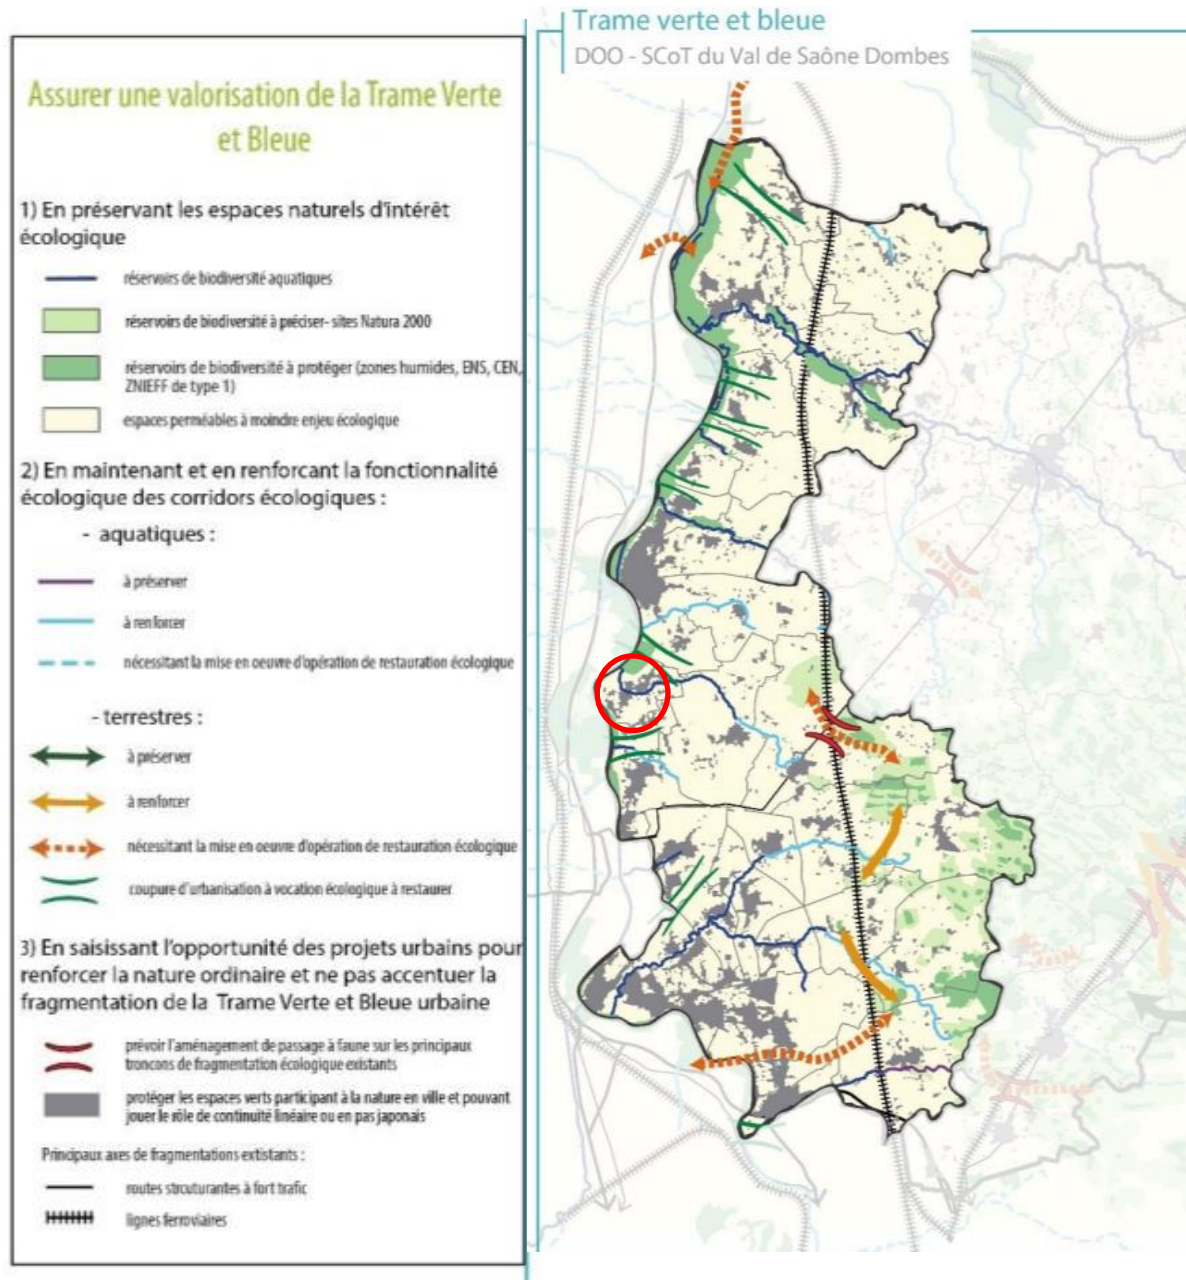 Assurer une valorisation de la Trame Verte
et Bleue
1) En préservant les espaces naturels d'intérêt
écologique
réservoirs de biodiversité aquatiques
réservoirs de biodiversité à préciser- sites Natura 2000
réservoirs de biodiversité à protéger (zones humides, ENS, CEN,
ZNIEFF de type 1)
espaces perméables à moindre enjeu écologique
2) En maintenant et en renforcant la fonctionnalité
écologique des corridors écologiques :
- aquatiques :
à préserver
à renforcer
nécessitant la mise en oeuvre d'opération de restauration écologique
- terrestres :
à préserver
à renforcer
nécessitant la mise en oeuvre d'opération de restauration écologique
coupure d'urbanisation à vocation écologique à restaurer
3) En saisissant l'opportunité des projets urbains pour
renforcer la nature ordinaire et ne pas accentuer la
fragmentation de la Trame Verte et Bleue urbaine
prévoir l'aménagement de passage à faune sur les principaux
troncons de fragmentation écologique existants
protéger les espaces verts participant à la nature en ville et pouvant
jouer le rôle de continuité linéaire ou en pas japonais
Principaux axes de fragmentations extistants :
routes strcuturantes à fort trafic
lignes ferroviaires
Trame verte et bleue
DOO - SCoT du Val de Saône Dombes